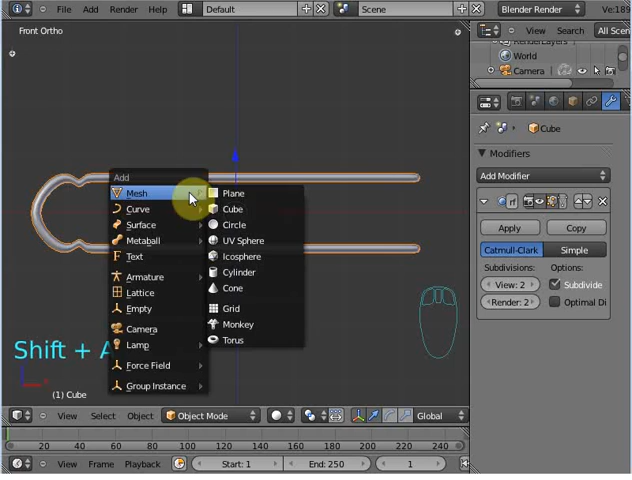 File Add Render Help Default Scene Blender Render Ve:189
Front Ortho
View Search All Scen
RenderLayers
World
Camera
Cube
Modifiers
Add Modifier
Apply Copy
Catmull-Clark Simple
Subdivisions: Options:
View: 2 Subdivide
Render: 2 Optimal Di
Add
Mesh
Curve
Surface
Metaball
Text
Armature
Lattice
Empty
Camera
Lamp
Force Field
Group Instance
Plane
Cube
Circle
UV Sphere
Icosphere
Cylinder
Cone
Grid
Monkey
Torus
Shift + A
(1) Cube
View Select Object Object Mode Global
20 40 60 80 100 120 140 160 180 200 220 240
View Frame Playback Start: 1 End: 250 1